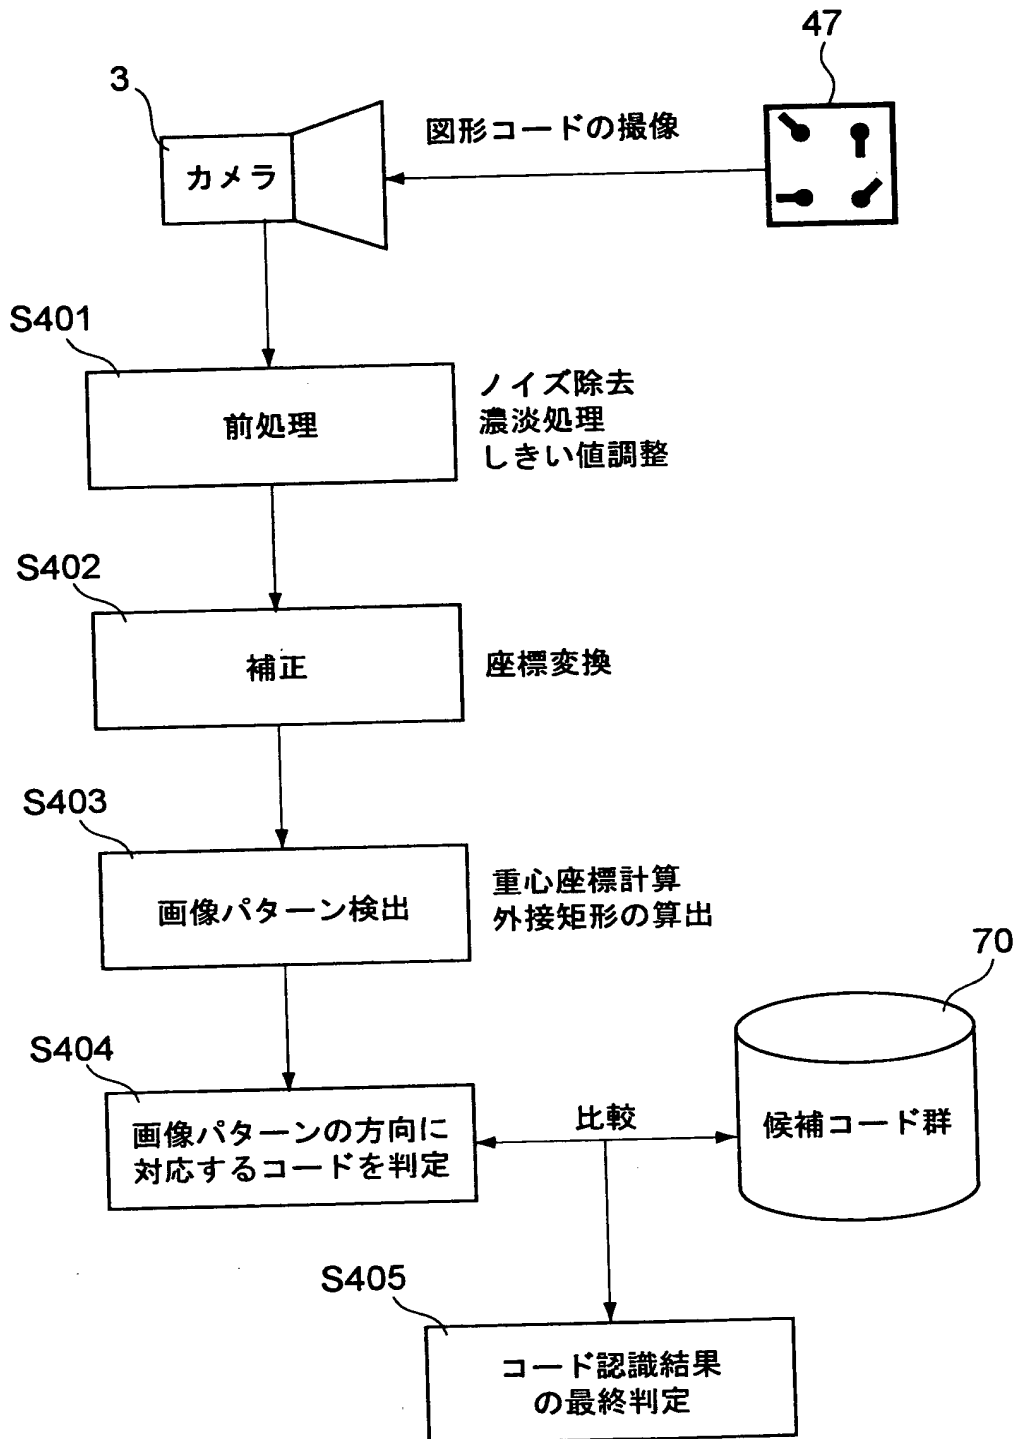 47
3
図形コードの撮像
カメラ
S401
前処理
ノイズ除去
濃淡処理
しきい値調整
S402
補正
座標変換
S403
画像パターン検出
重心座標計算
外接矩形の算出
70
S404
画像パターンの方向に
対応するコードを判定
比較
候補コード群
S405
コード認識結果
の最終判定